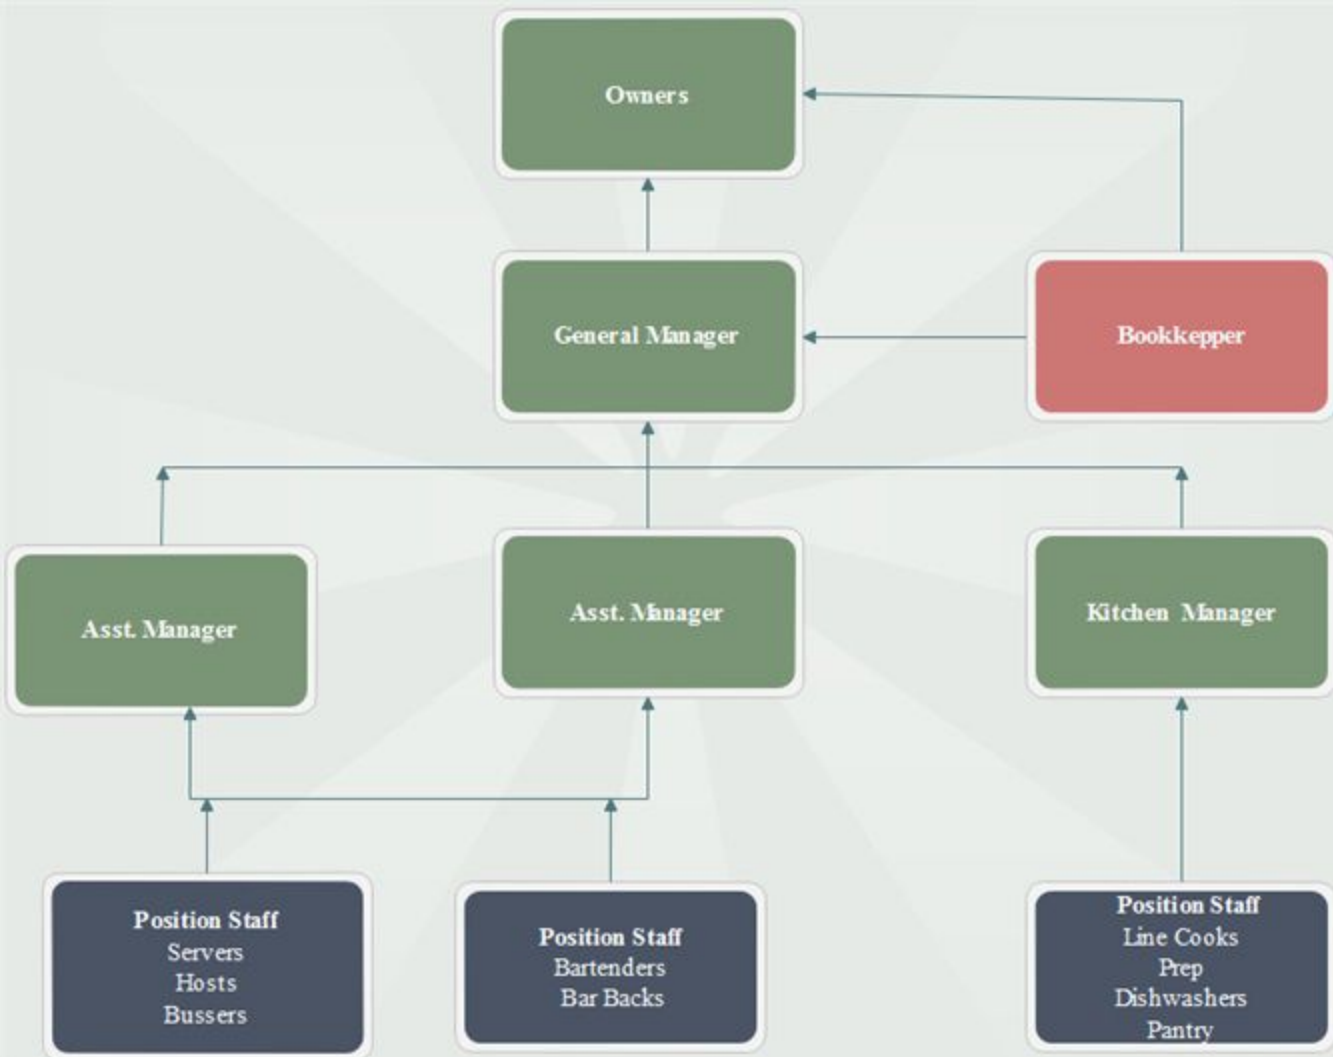 Owners
General Manager
Bookkepper
Asst. Manager
Asst. Manager
Kitchen Manager
Position Staff
Servers
Hosts
Bussers
Position Staff
Bartenders
Bar Backs
Position Staff
Line Cooks
Prep
Dishwashers
Pantry